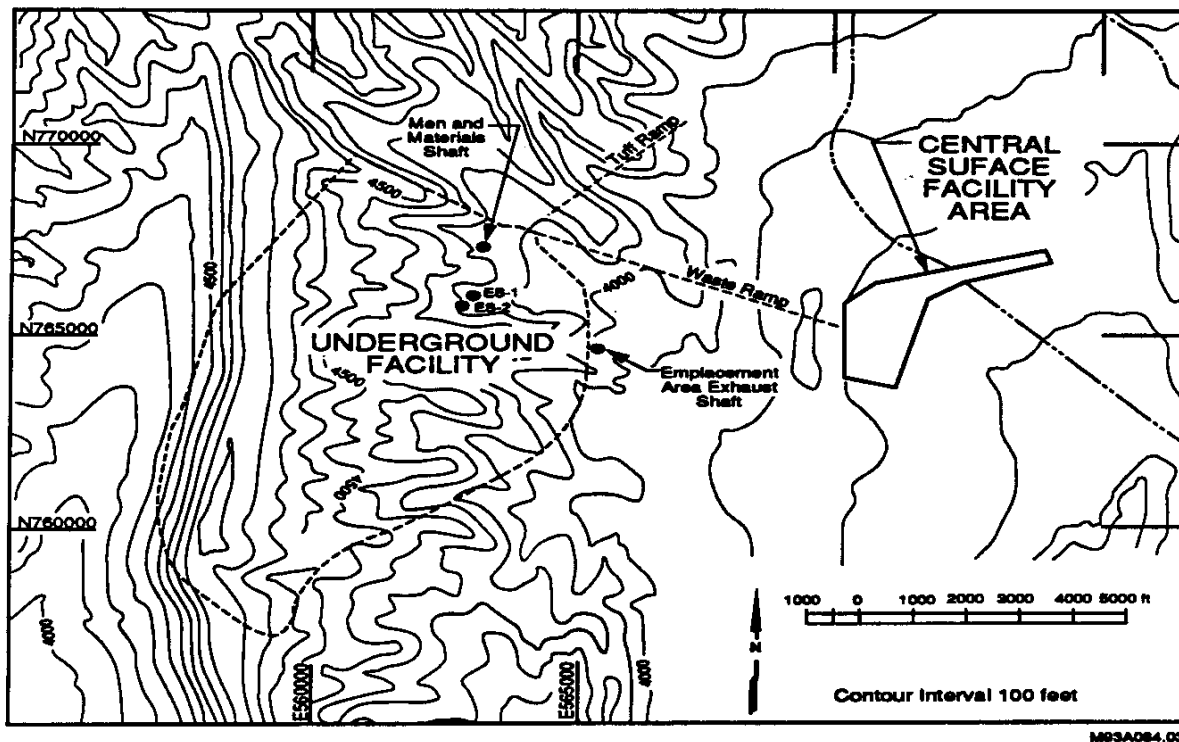 N770000
Men and
Materials
Shaft
Tuff Ramp
CENTRAL
SUFACE
FACILITY
AREA
4500
4500
4000
Waste Ramp
ES-1
ES-2
N765000
UNDERGROUND
FACILITY
4500
Emplacement
Area Exhaust
Shaft
4500
N760000
1000 0 1000 2000 3000 4000 5000 ft
4000
N
4000
E560000
E565000
Contour Interval 100 feet
M93A084.03